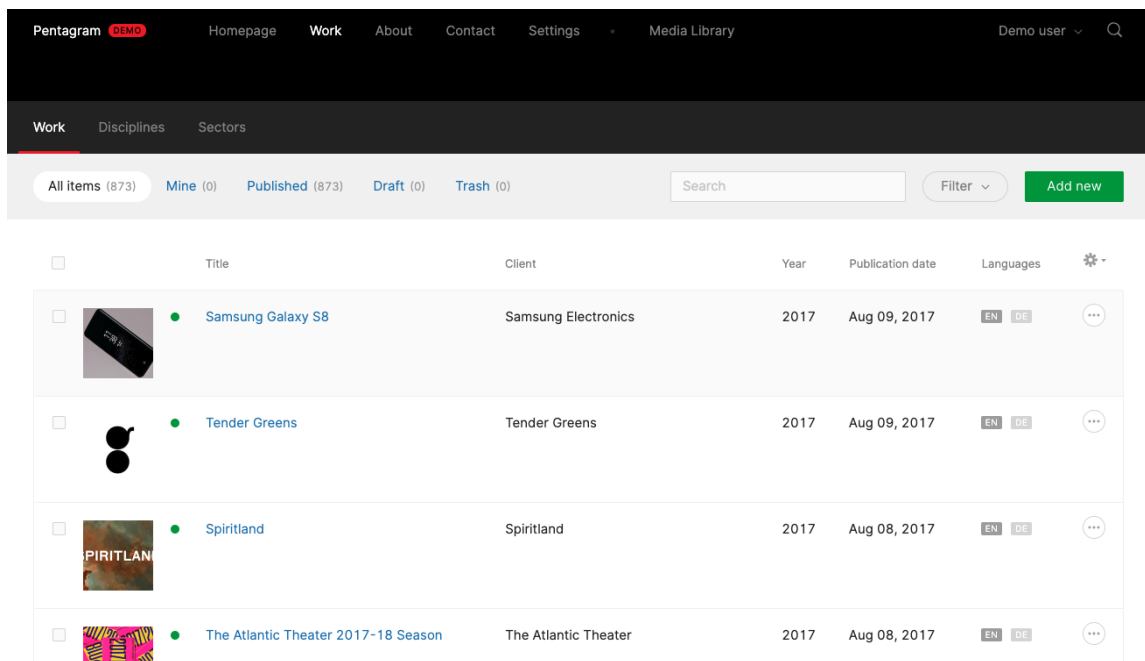 Pentagram DEMO Homepage Work About Contact Settings Media Library Demo user
Work Disciplines Sectors
All items (873) Mine (0) Published (873) Draft (0) Trash (0) Search Filter Add new
Title Client Year Publication date Languages
Samsung Galaxy S8 Samsung Electronics 2017 Aug 09, 2017 EN DE
Tender Greens Tender Greens 2017 Aug 09, 2017 EN DE
Spiritland Spiritland 2017 Aug 08, 2017 EN DE
SPIRITLAN
The Atlantic Theater 2017-18 Season The Atlantic Theater 2017 Aug 08, 2017 EN DE